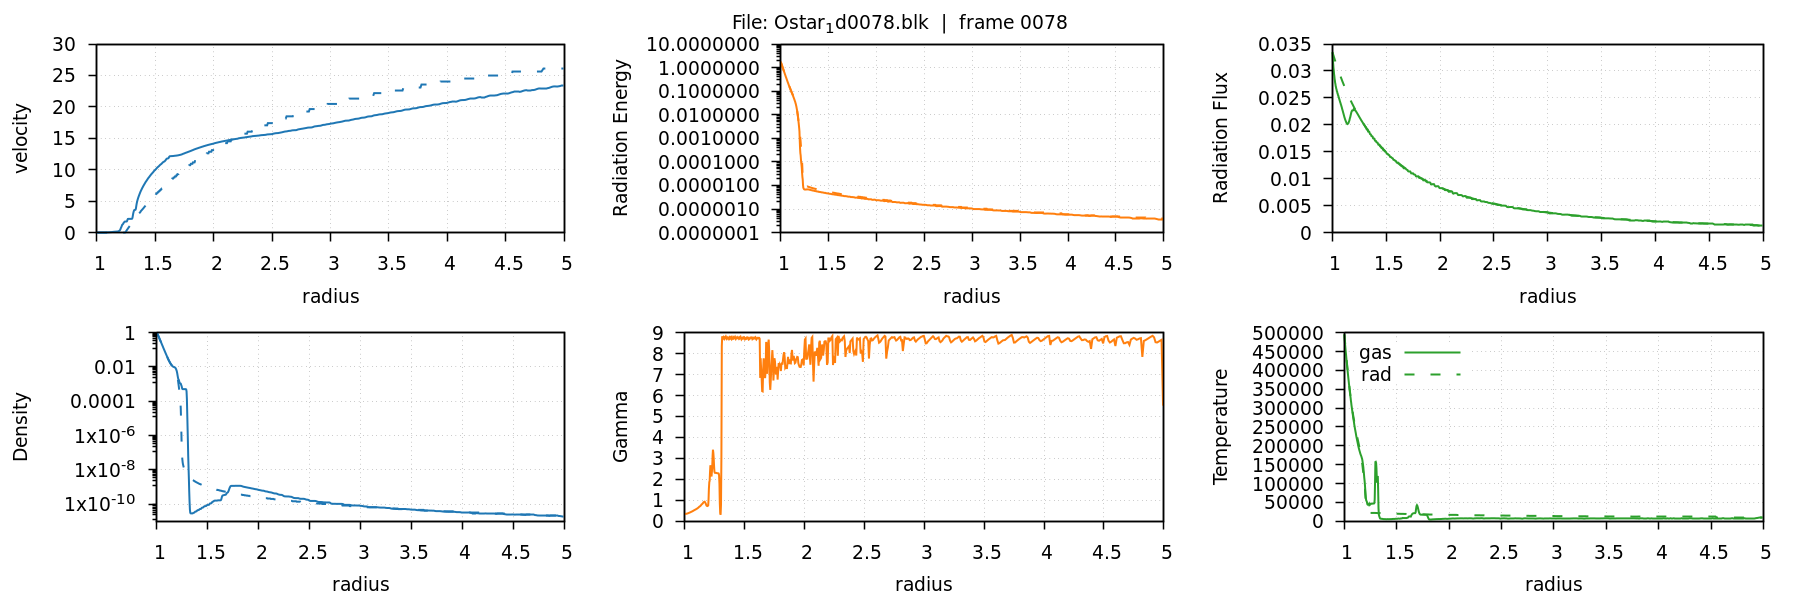 File: Ostar₁d0078.blk | frame 0078
velocity
30
25
20
15
10
5
0
1 1.5 2 2.5 3 3.5 4 4.5 5
radius
Radiation Energy
10.0000000
1.0000000
0.1000000
0.0100000
0.0010000
0.0001000
0.0000100
0.0000010
0.0000001
1 1.5 2 2.5 3 3.5 4 4.5 5
radius
Radiation Flux
0.035
0.03
0.025
0.02
0.015
0.01
0.005
0
1 1.5 2 2.5 3 3.5 4 4.5 5
radius
Density
1
0.01
0.0001
1x10⁻⁶
1x10⁻⁸
1x10⁻¹⁰
1 1.5 2 2.5 3 3.5 4 4.5 5
radius
Gamma
9
8
7
6
5
4
3
2
1
0
1 1.5 2 2.5 3 3.5 4 4.5 5
radius
Temperature
500000
450000
400000
350000
300000
250000
200000
150000
100000
50000
0
gas
rad
1 1.5 2 2.5 3 3.5 4 4.5 5
radius